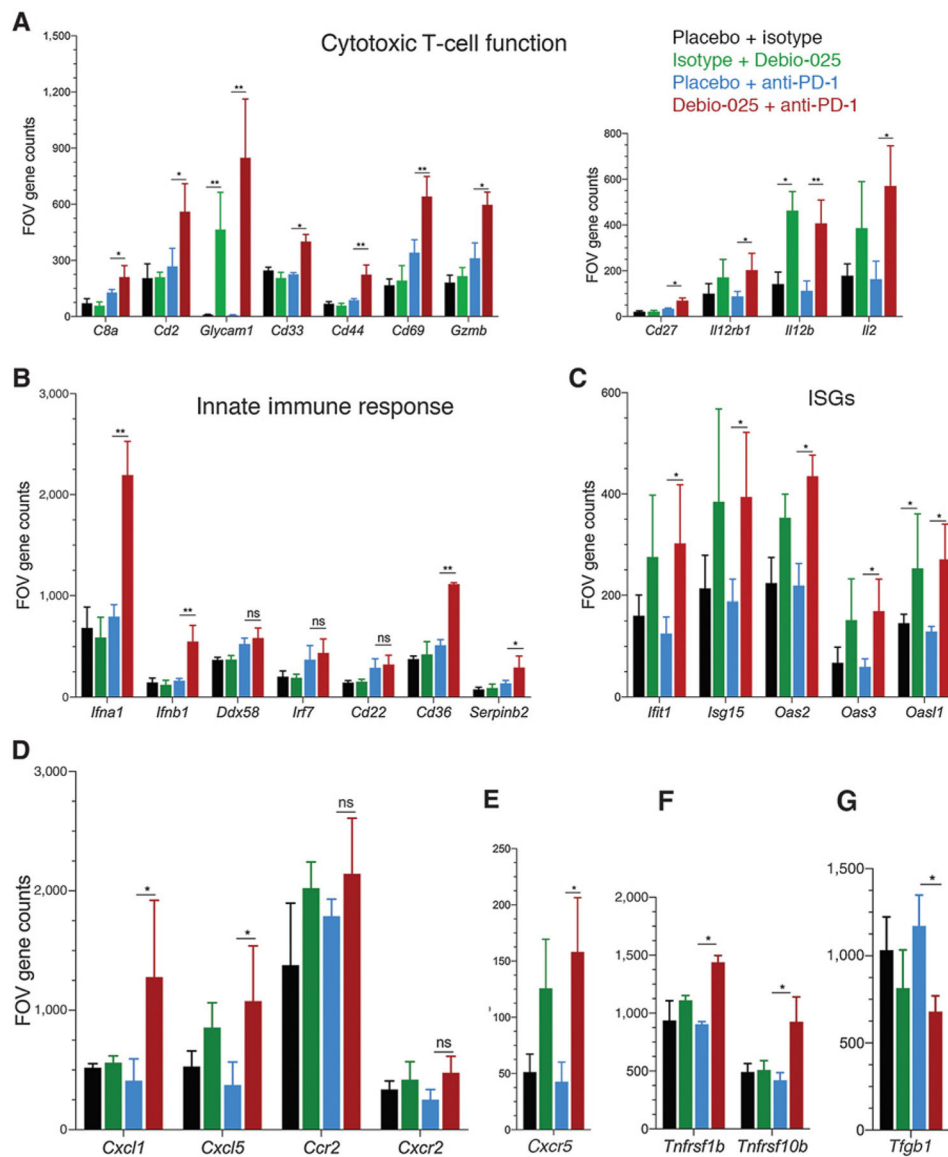 A
Cytotoxic T-cell function
Placebo + isotype
Isotype + Debio-025
Placebo + anti-PD-1
Debio-025 + anti-PD-1
FOV gene counts
1,500
1,200
900
600
300
0
** ** * * * ** ** *
C8a Cd2 Glycam1 Cd33 Cd44 Cd69 Gzmb
FOV gene counts
800
600
400
200
0
* * * ** *
Cd27 Il12rb1 Il12b Il2
B
Innate immune response
FOV gene counts
3,000
2,000
1,000
0
** ** ns ns ns ** *
Ifna1 Ifnb1 Ddx58 Irf7 Cd22 Cd36 Serpinb2
C
ISGs
FOV gene counts
600
400
200
0
* * * * * *
Ifit1 Isg15 Oas2 Oas3 Oasl1
D
FOV gene counts
3,000
2,000
1,000
0
* * ns ns
Cxcl1 Cxcl5 Ccr2 Cxcr2
E
250
200
150
100
50
0
*
Cxcr5
F
2,000
1,500
1,000
500
0
* *
Tnfrsf1b Tnfrsf10b
G
1,500
1,000
500
0
*
Tfgb1